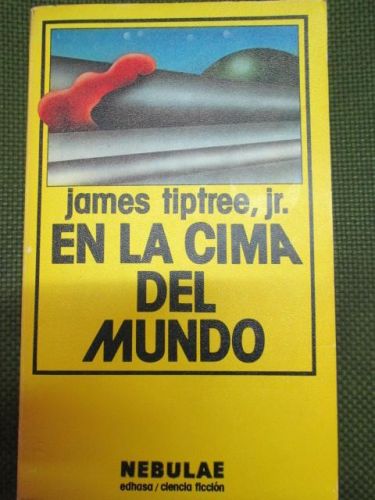 james tiptree, jr.
EN LA CIMA
DEL
MUNDO
NEBULAE
edhasa / ciencia ficción